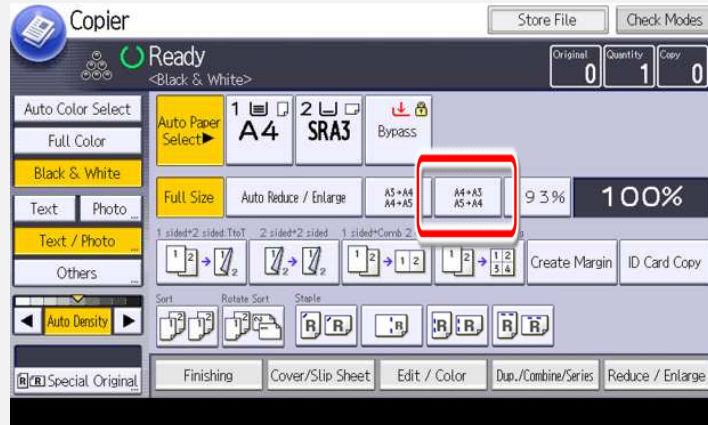 Copier
Store File
Check Modes
Ready
<Black & White>
Original
0
Quantity
1
Copy
0
Auto Color Select
Full Color
Black & White
Text
Photo
Text / Photo
Others
Auto Density
Special Original
Auto Paper
Select▶
1
A4
2
SRA3
Bypass
Full Size
Auto Reduce / Enlarge
A3→A4
A4→A5
A4→A3
A5→A4
93%
100%
1 sided→2 sided:TtoT
2 sided→2 sided
1 sided→Comb 2
Create Margin
ID Card Copy
Sort
Rotate Sort
Staple
Finishing
Cover/Slip Sheet
Edit / Color
Dup./Combine/Series
Reduce / Enlarge